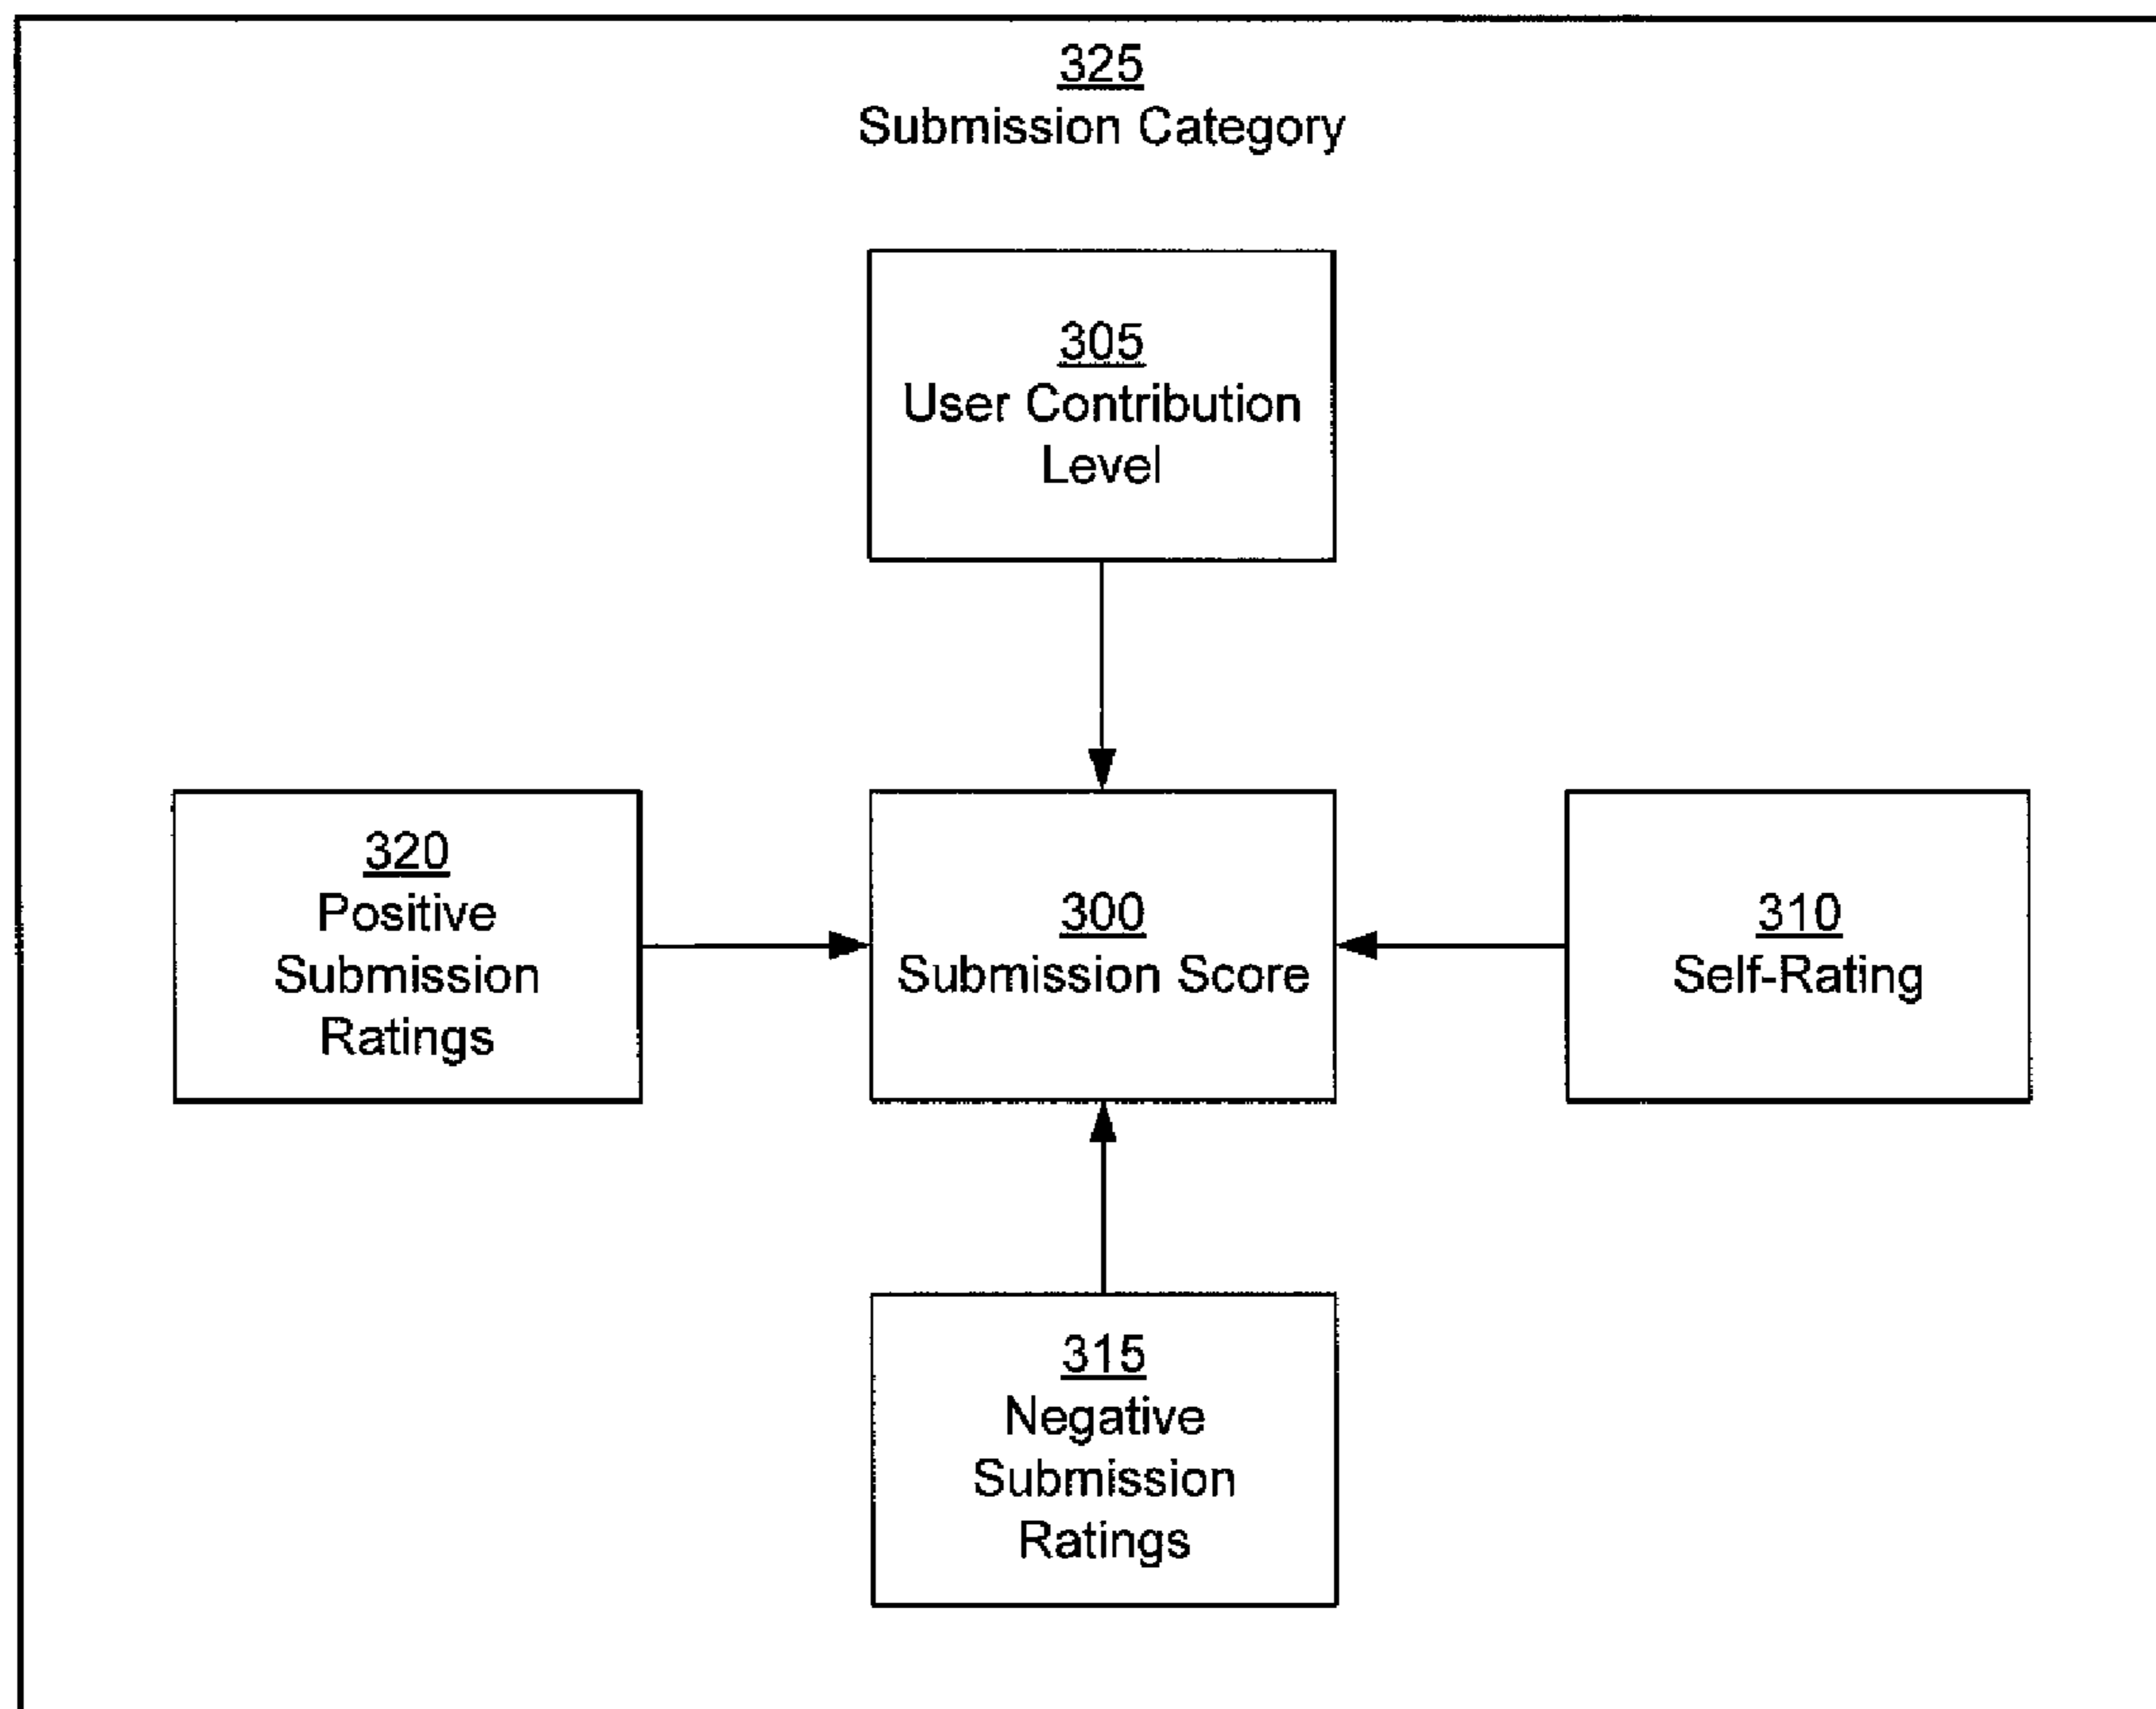 325
Submission Category
305
User Contribution
Level
320
Positive
Submission
Ratings
300
Submission Score
310
Self-Rating
315
Negative
Submission
Ratings